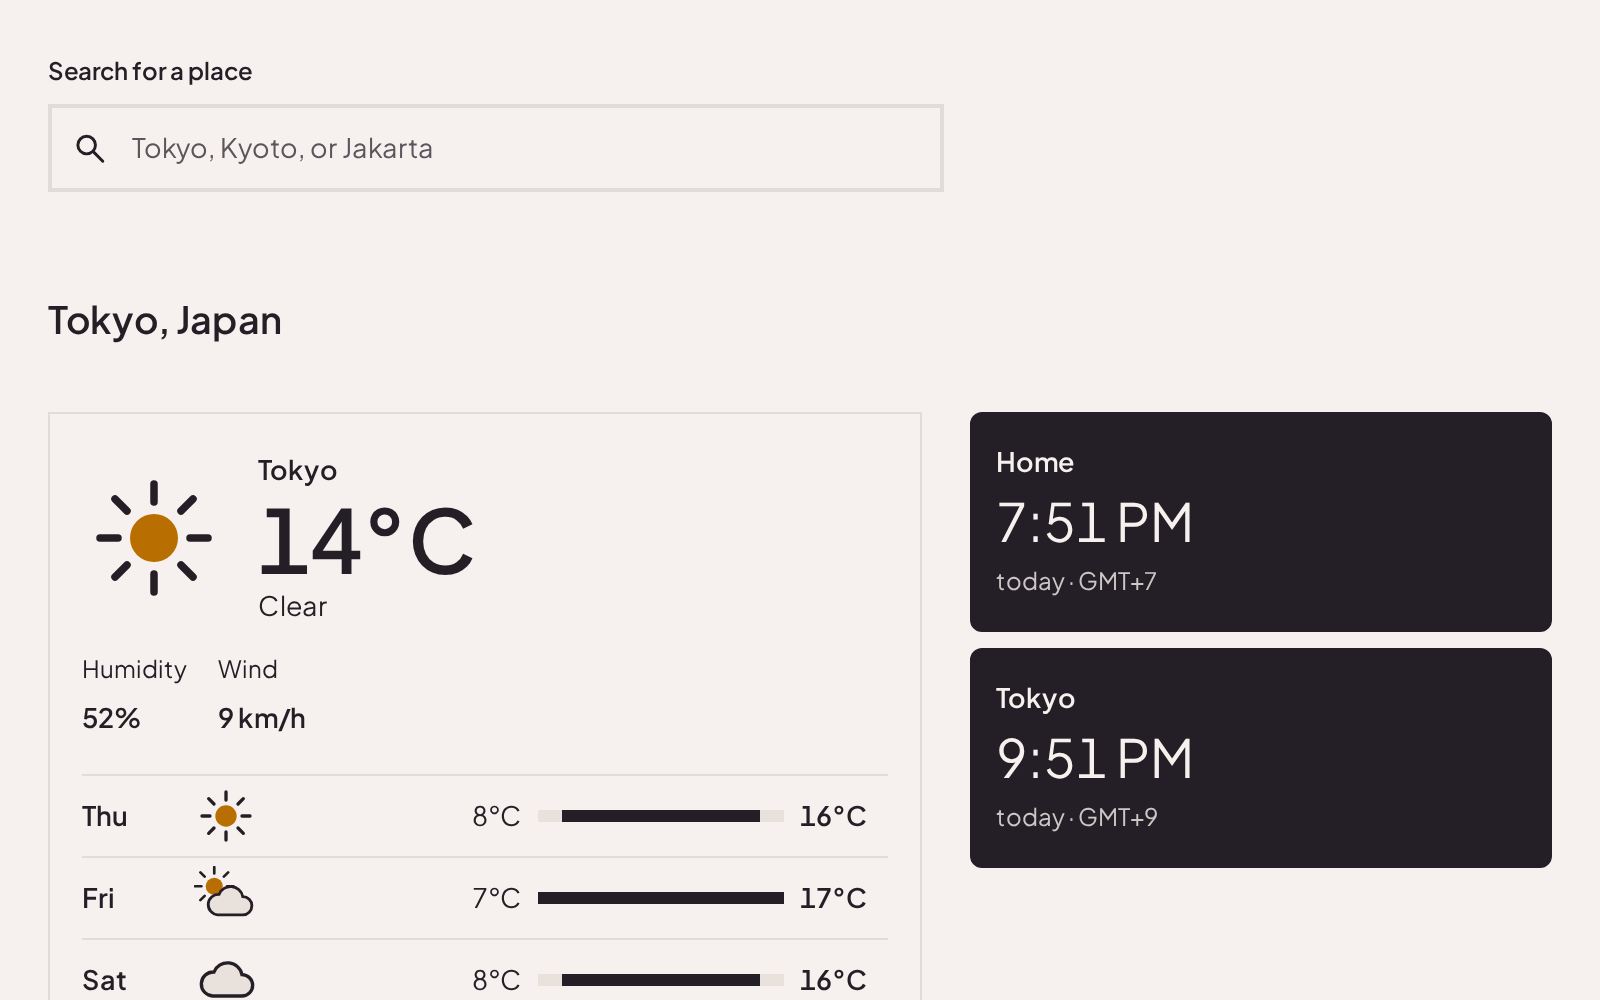 Search for a place
Tokyo, Kyoto, or Jakarta
Tokyo, Japan
Tokyo
14°C
Clear
Humidity Wind
52% 9 km/h
Thu 8°C 16°C
Fri 7°C 17°C
Sat 8°C 16°C
Home
7:51 PM
today · GMT+7
Tokyo
9:51 PM
today · GMT+9